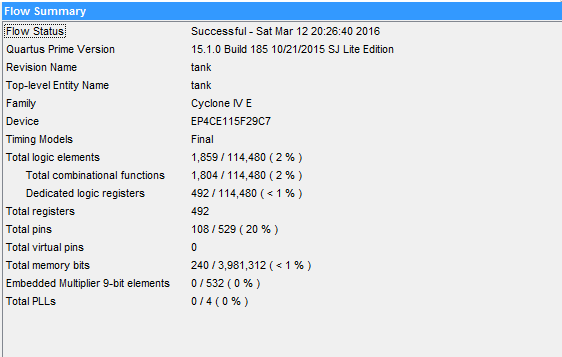 Flow Summary
Flow Status Successful - Sat Mar 12 20:26:40 2016
Quartus Prime Version 15.1.0 Build 185 10/21/2015 SJ Lite Edition
Revision Name tank
Top-level Entity Name tank
Family Cyclone IV E
Device EP4CE115F29C7
Timing Models Final
Total logic elements 1,859 / 114,480 ( 2 % )
Total combinational functions 1,804 / 114,480 ( 2 % )
Dedicated logic registers 492 / 114,480 ( < 1 % )
Total registers 492
Total pins 108 / 529 ( 20 % )
Total virtual pins 0
Total memory bits 240 / 3,981,312 ( < 1 % )
Embedded Multiplier 9-bit elements 0 / 532 ( 0 % )
Total PLLs 0 / 4 ( 0 % )